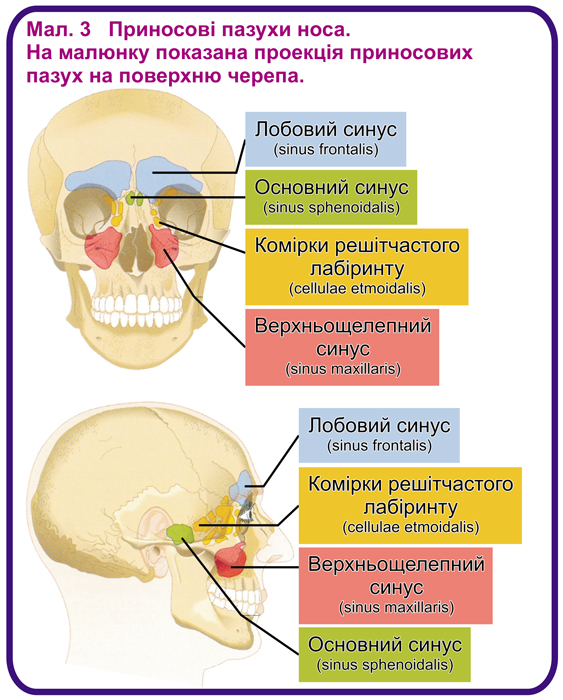 Мал. 3 Приносові пазухи носа.
На малюнку показана проекція приносових
пазух на поверхню черепа.
Лобовий синус
(sinus frontalis)
Основний синус
(sinus sphenoidalis)
Комірки решітчастого
лабіринту
(cellulae etmoidalis)
Верхньощелепний
синус
(sinus maxillaris)
Лобовий синус
(sinus frontalis)
Комірки решітчастого
лабіринту
(cellulae etmoidalis)
Верхньощелепний
синус
(sinus maxillaris)
Основний синус
(sinus sphenoidalis)